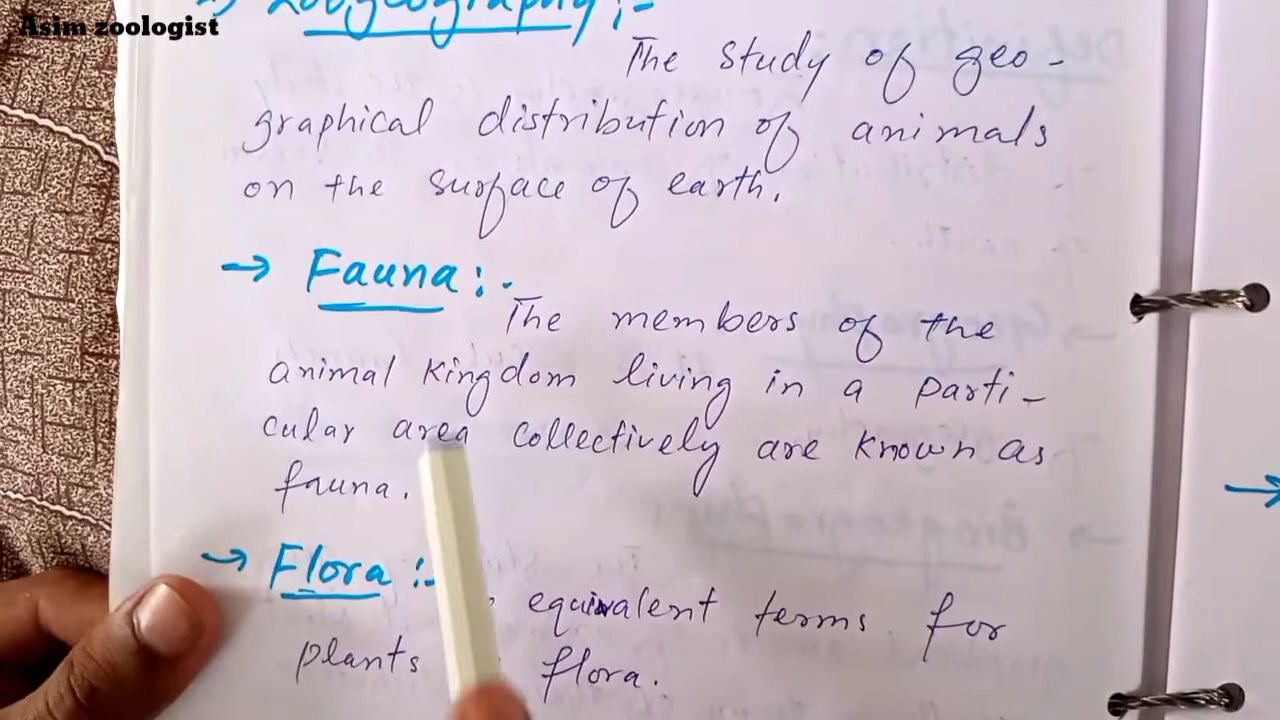 Asim zoologist
Zoogeography :-
The study of geo-
graphical distribution of animals
on the surface of earth.
→ Fauna :-
The members of the
animal kingdom living in a parti-
cular area collectively are known as
fauna.
→ Flora :-
equivalent terms for
plants flora.